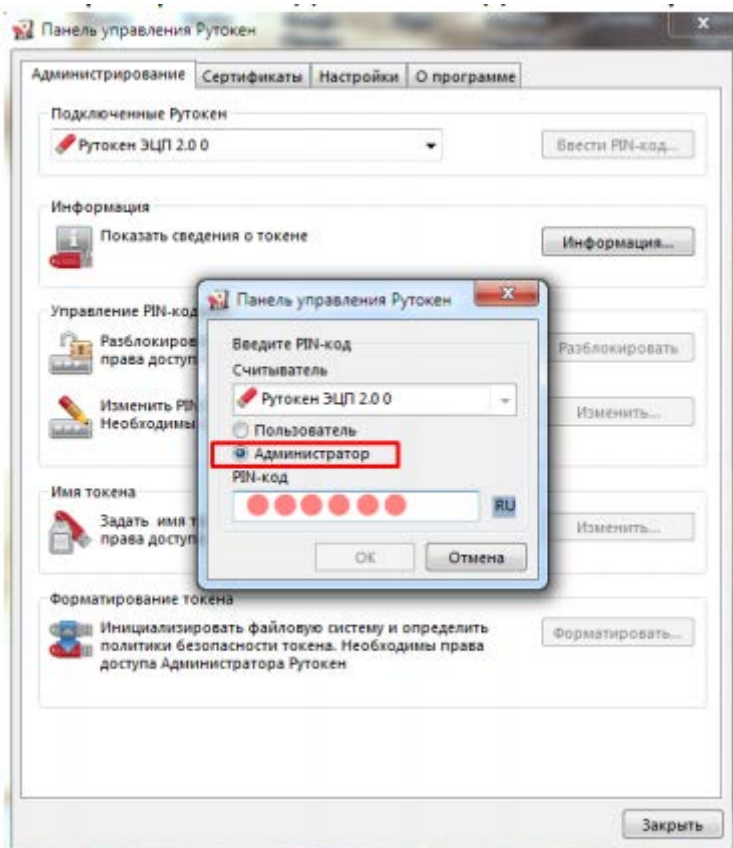 Панель управления Рутокен
Администрирование Сертификаты Настройки О программе
Подключенные Рутокен
Рутокен ЭЦП 2.0 0
Ввести PIN-код...
Информация
Показать сведения о токене
Информация...
Управление PIN-код
Разблокиров
права доступ
Разблокировать
Изменить PIN
Необходимы
Изменить...
Имя токена
Задать имя т
права доступ
Изменить...
Панель управления Рутокен
Введите PIN-код
Считыватель
Рутокен ЭЦП 2.0 0
Пользователь
Администратор
PIN-код
RU
OK
Отмена
Форматирование токена
Инициализировать файловую систему и определить
политики безопасности токена. Необходимы права
доступа Администратора Рутокен
Форматировать...
Закрыть